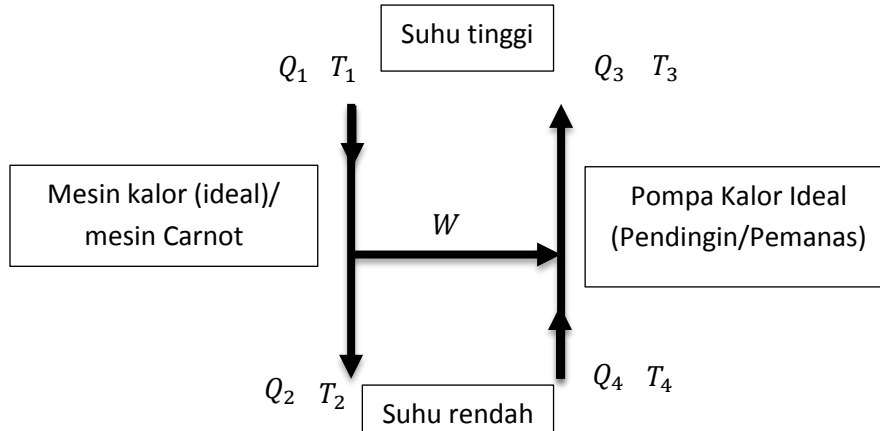 Suhu tinggi
Q₁ T₁
Q₃ T₃
Mesin kalor (ideal)/
mesin Carnot
W
Pompa Kalor Ideal
(Pendingin/Pemanas)
Q₂ T₂
Q₄ T₄
Suhu rendah